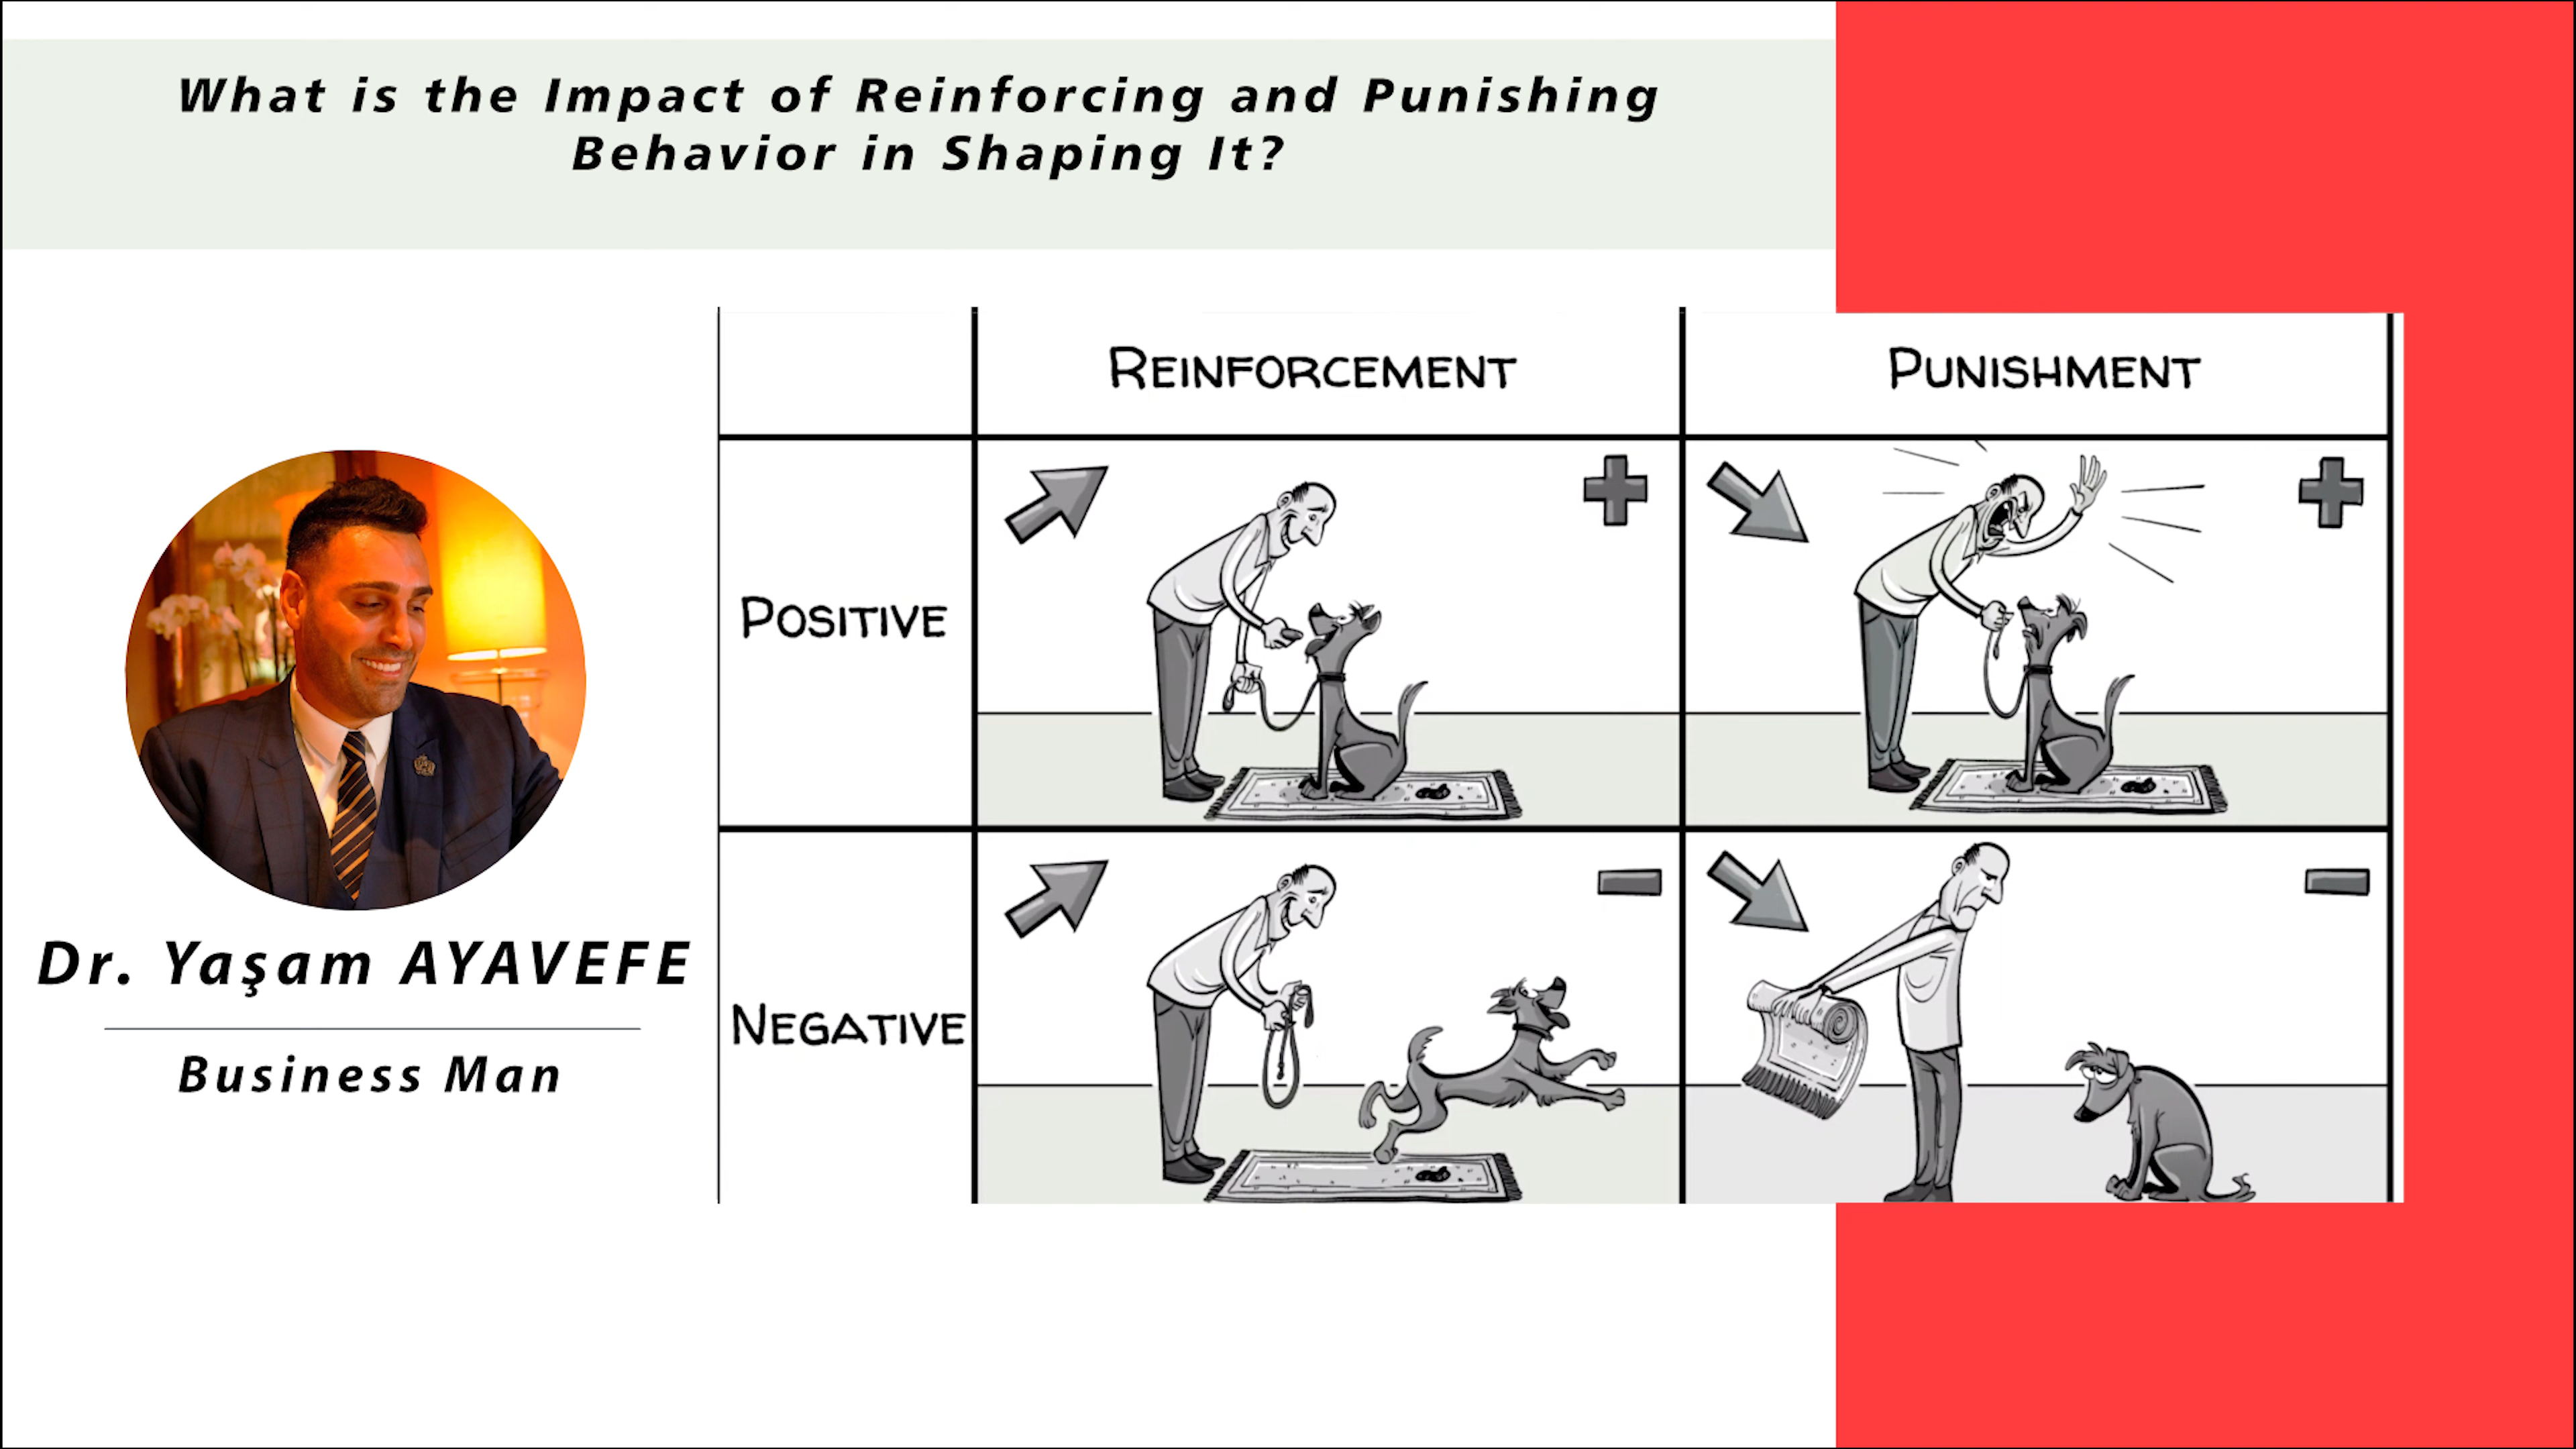 What is the Impact of Reinforcing and Punishing
Behavior in Shaping It?
REINFORCEMENT
PUNISHMENT
POSITIVE
NEGATIVE
Dr. Yaşam AYAVEFE
Business Man